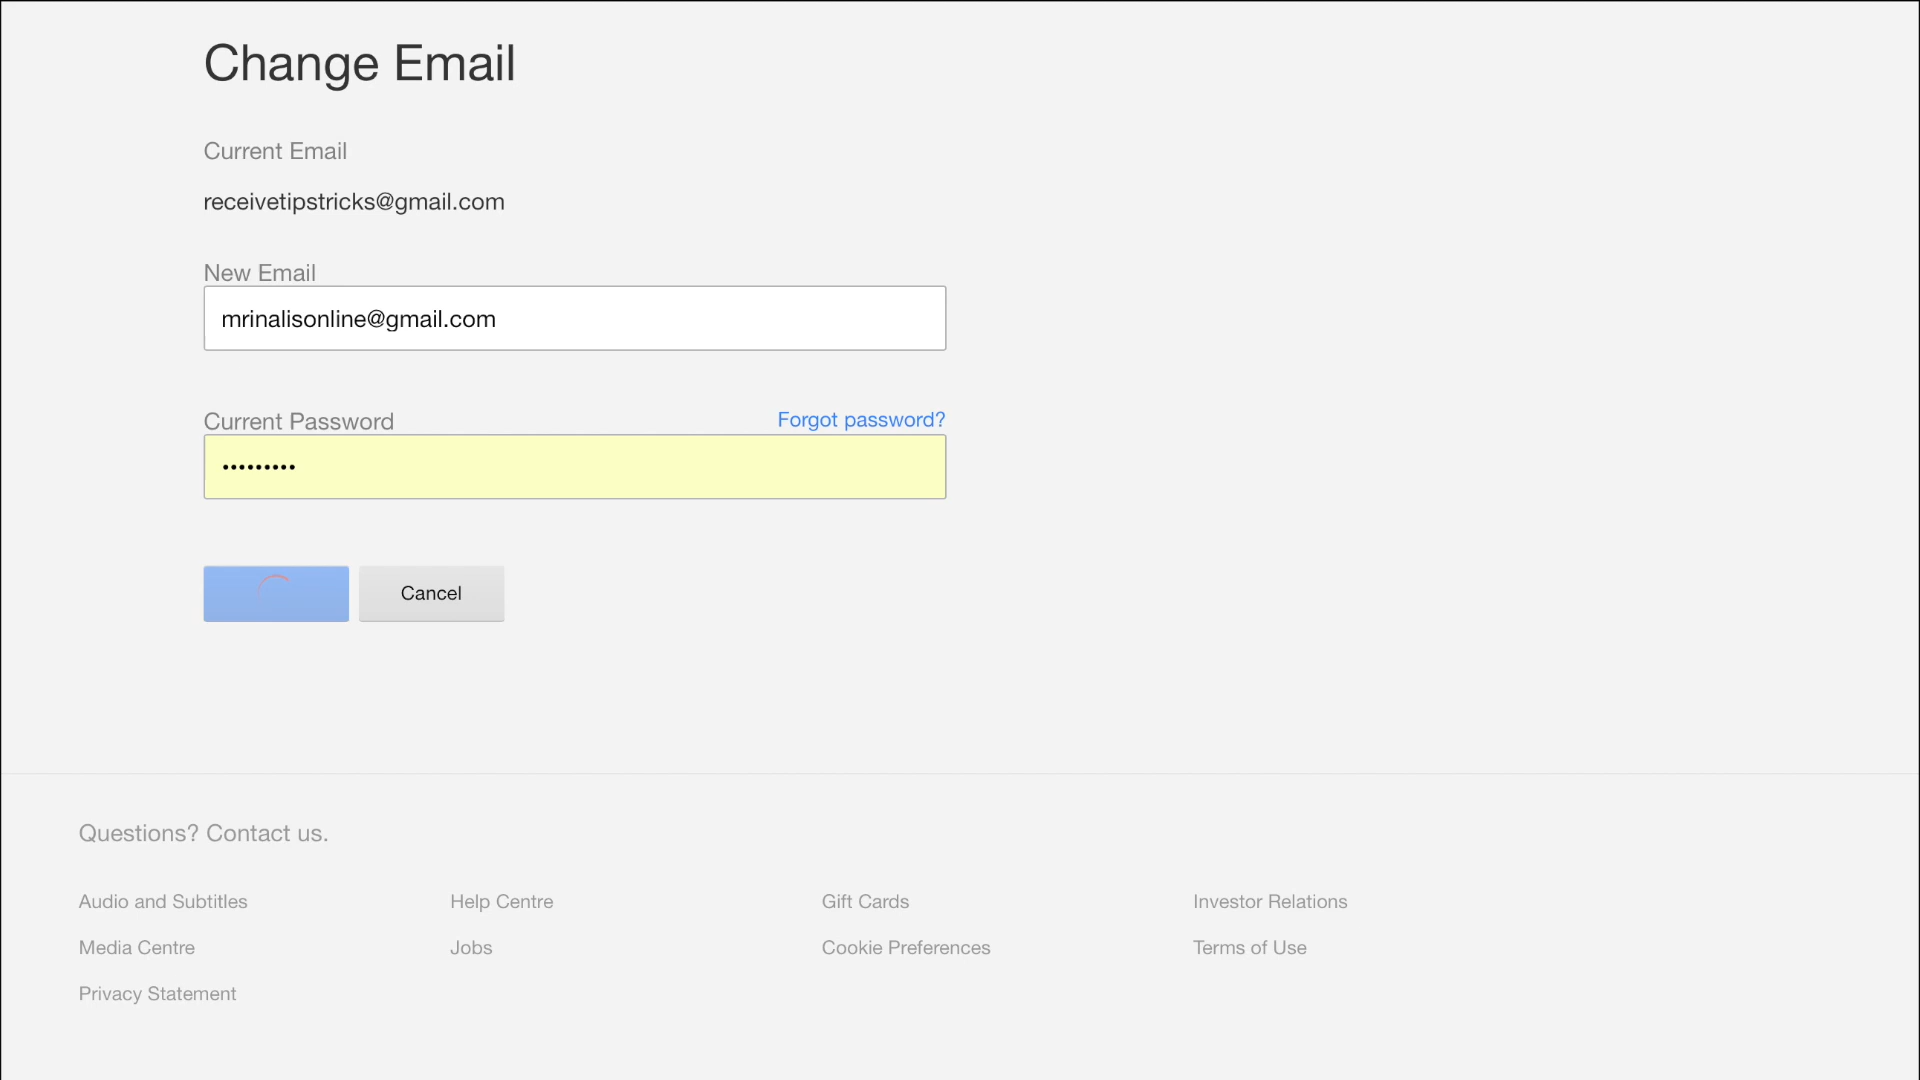 Change Email
Current Email
receivetipstricks@gmail.com
New Email
mrinalisonline@gmail.com
Current Password
Forgot password?
•••••••••
Cancel
Questions? Contact us.
Audio and Subtitles
Help Centre
Gift Cards
Investor Relations
Media Centre
Jobs
Cookie Preferences
Terms of Use
Privacy Statement